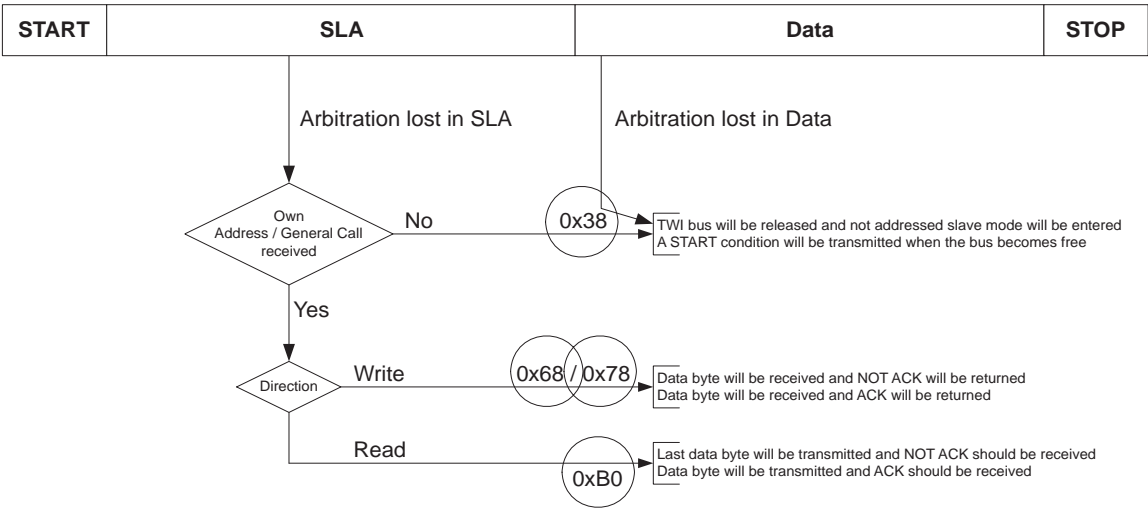 START SLA Data STOP
Arbitration lost in SLA Arbitration lost in Data
Own
Address / General Call
received
No
0x38
TWI bus will be released and not addressed slave mode will be entered
A START condition will be transmitted when the bus becomes free
Yes
Direction
Write
0x68 / 0x78
Data byte will be received and NOT ACK will be returned
Data byte will be received and ACK will be returned
Read
0xB0
Last data byte will be transmitted and NOT ACK should be received
Data byte will be transmitted and ACK should be received